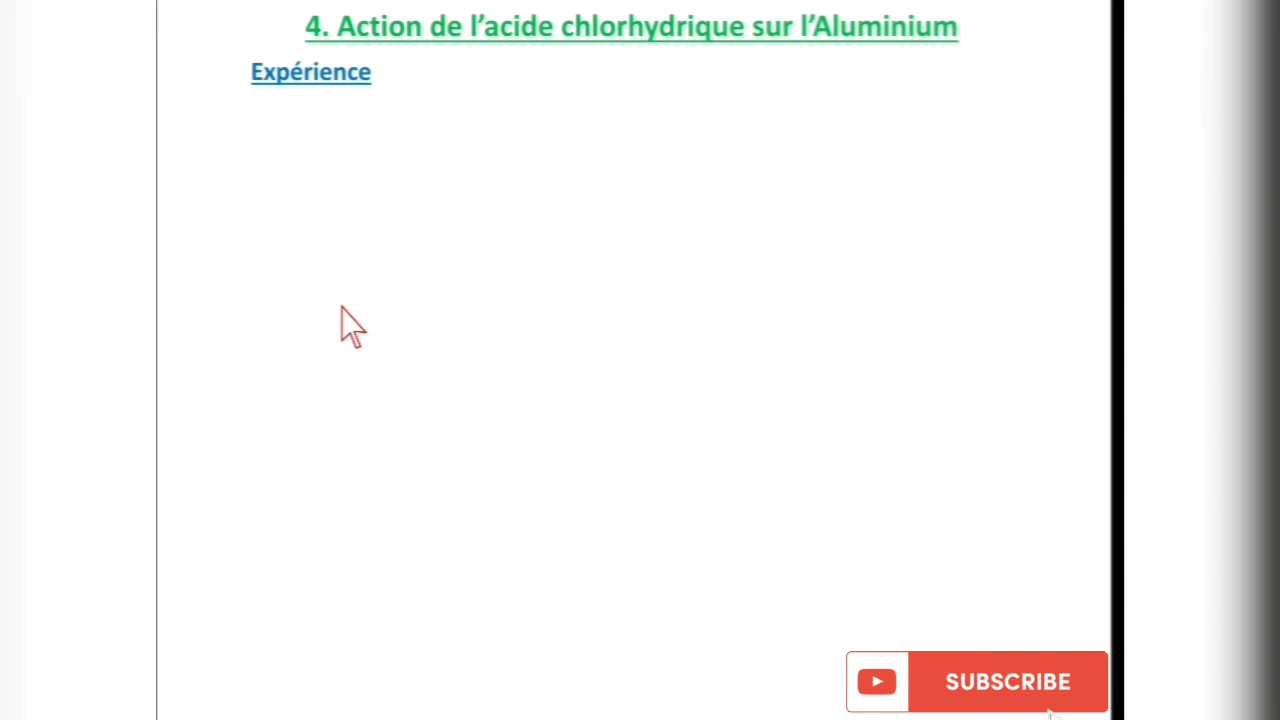 4. Action de l’acide chlorhydrique sur l’Aluminium
Expérience
SUBSCRIBE